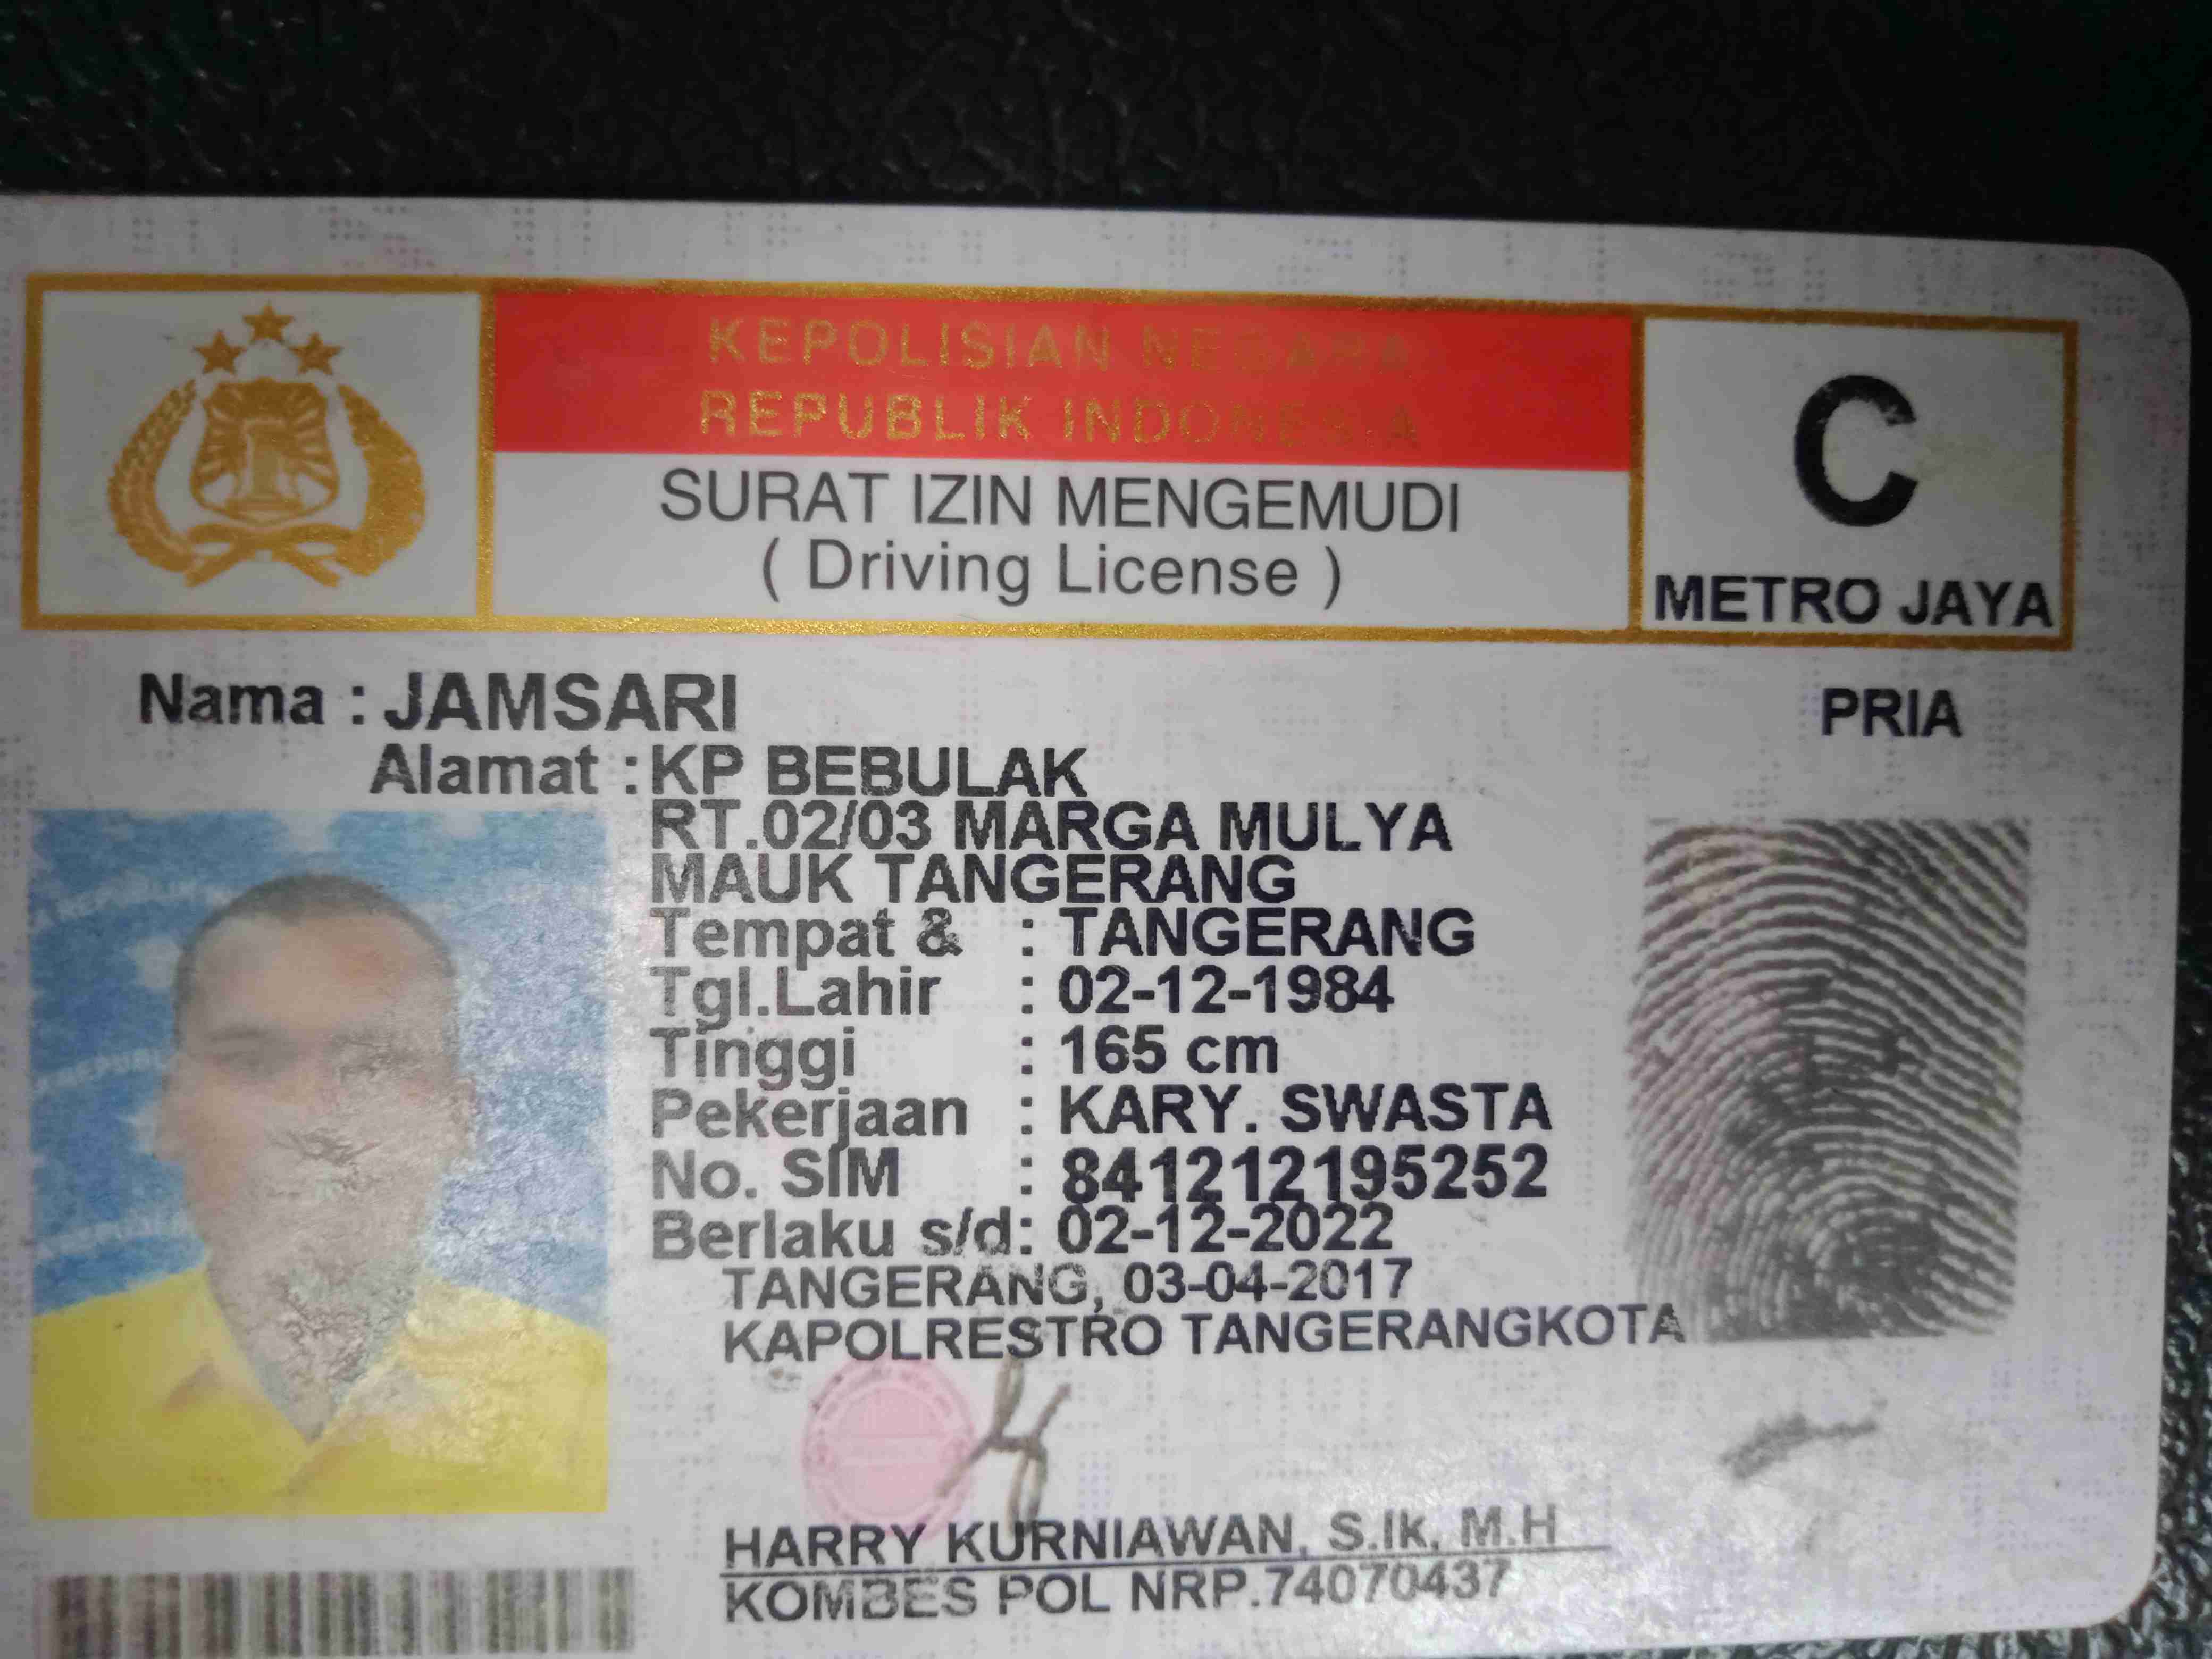 KEPOLISIAN NEGARA
REPUBLIK INDONESIA
SURAT IZIN MENGEMUDI
( Driving License )
C
METRO JAYA
Nama : JAMSARI
PRIA
Alamat : KP BEBULAK
RT.02/03 MARGA MULYA
MAUK TANGERANG
Tempat & : TANGERANG
Tgl.Lahir : 02-12-1984
Tinggi : 165 cm
Pekerjaan : KARY. SWASTA
No. SIM : 841212195252
Berlaku s/d : 02-12-2022
TANGERANG, 03-04-2017
KAPOLRESTRO TANGERANGKOTA
HARRY KURNIAWAN, S.Ik, M.H
KOMBES POL NRP.74070437